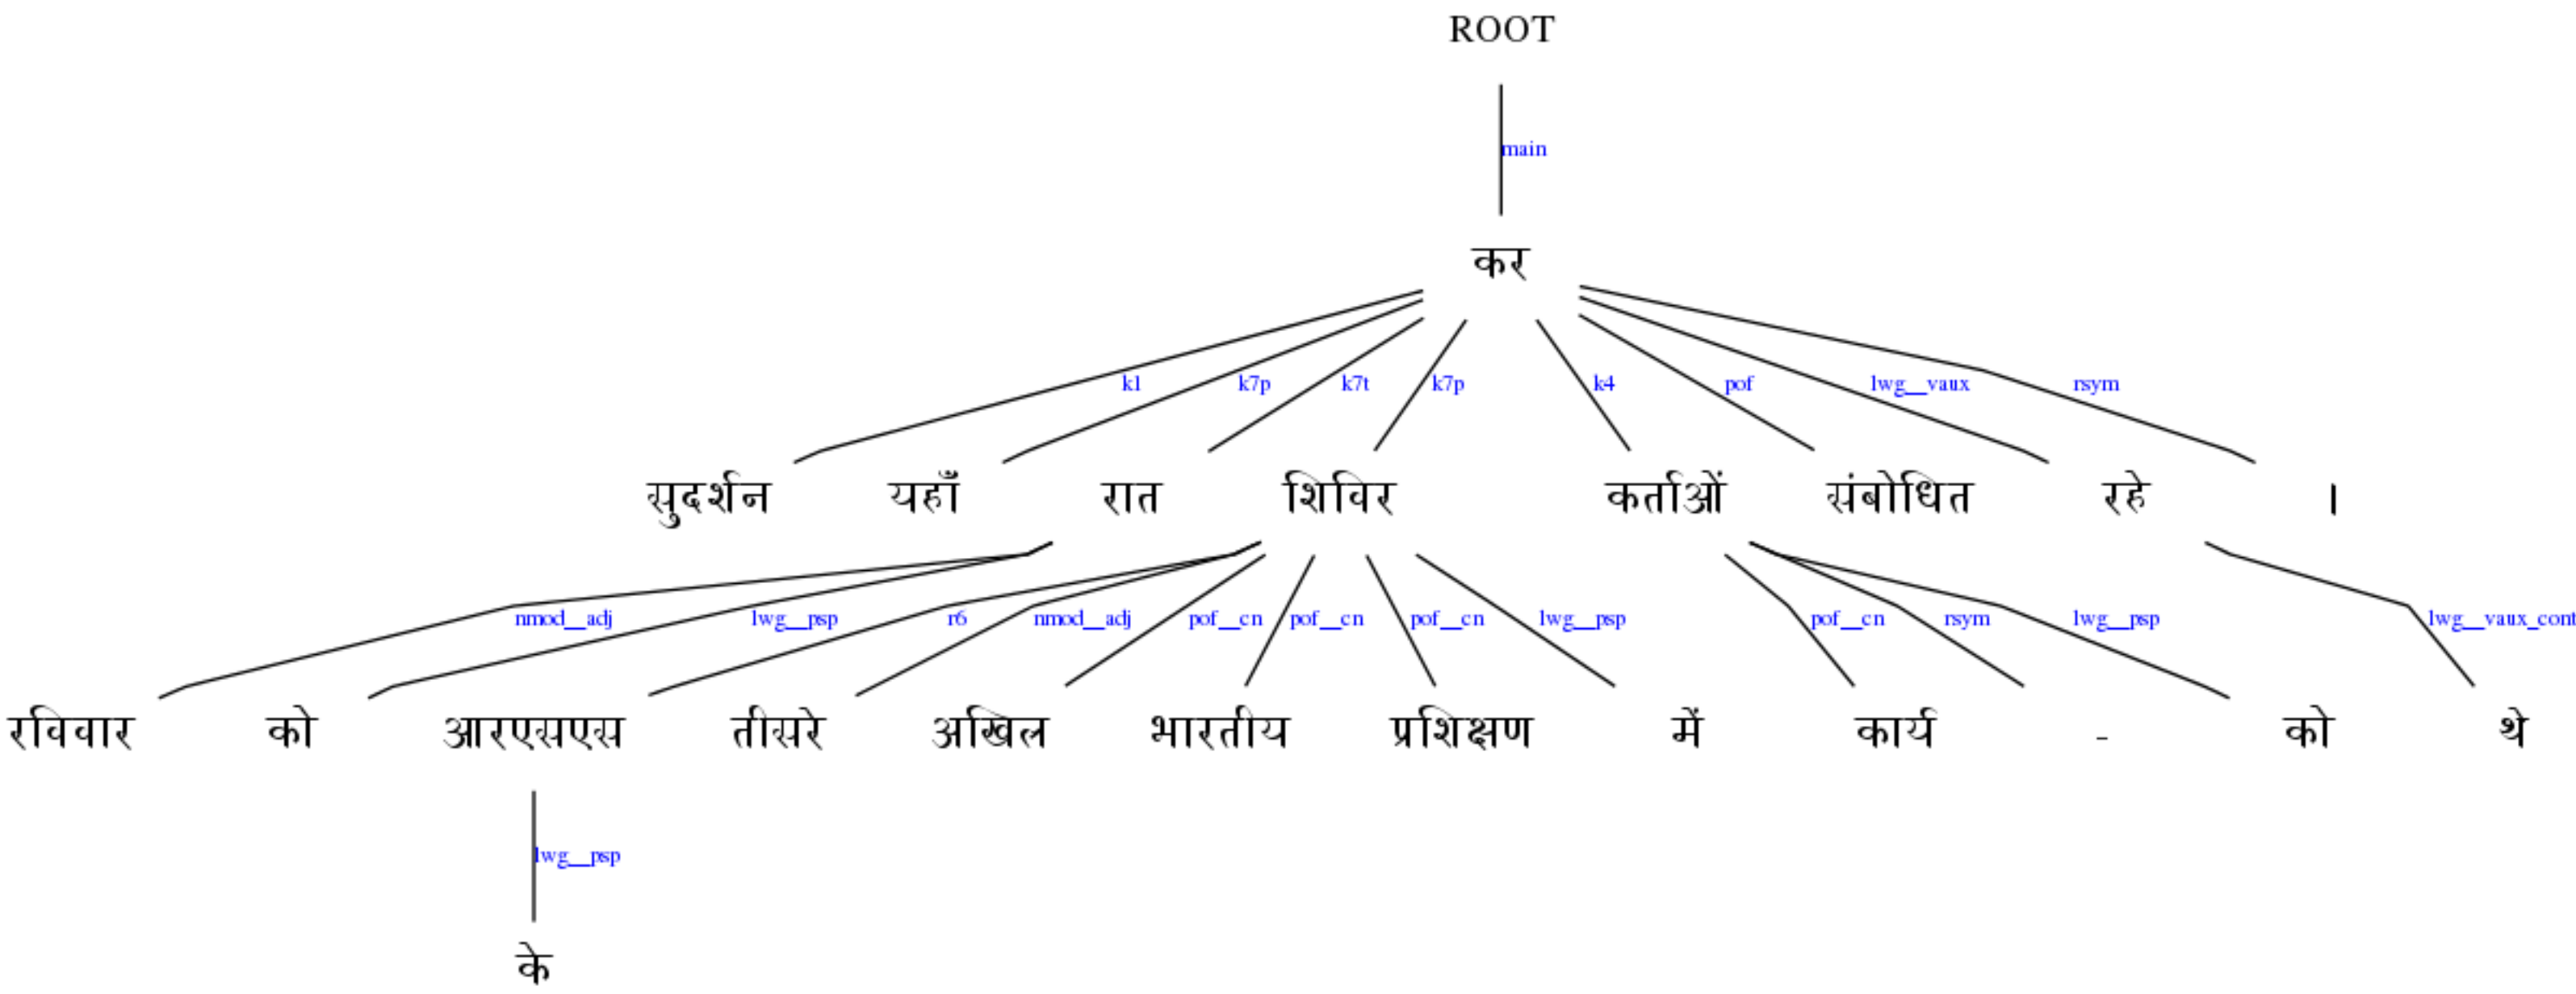 ROOT
main
कर
k1 k7p k7t k7p k4 pof lwg__vaux rsym
सुदर्शन यहाँ रात शिविर कर्ताओं संबोधित रहे ।
nmod__adj lwg__psp r6 nmod__adj pof__cn pof__cn pof__cn lwg__psp pof__cn rsym lwg__psp lwg__vaux_cont
रविवार को आरएसएस तीसरे अखिल भारतीय प्रशिक्षण में कार्य - को थे
lwg__psp
के